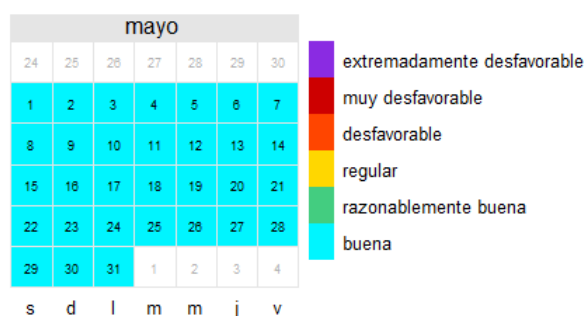 mayo
24 25 26 27 28 29 30
1 2 3 4 5 6 7
8 9 10 11 12 13 14
15 16 17 18 19 20 21
22 23 24 25 26 27 28
29 30 31 1 2 3 4
s d l m m j v
extremadamente desfavorable
muy desfavorable
desfavorable
regular
razonablemente buena
buena